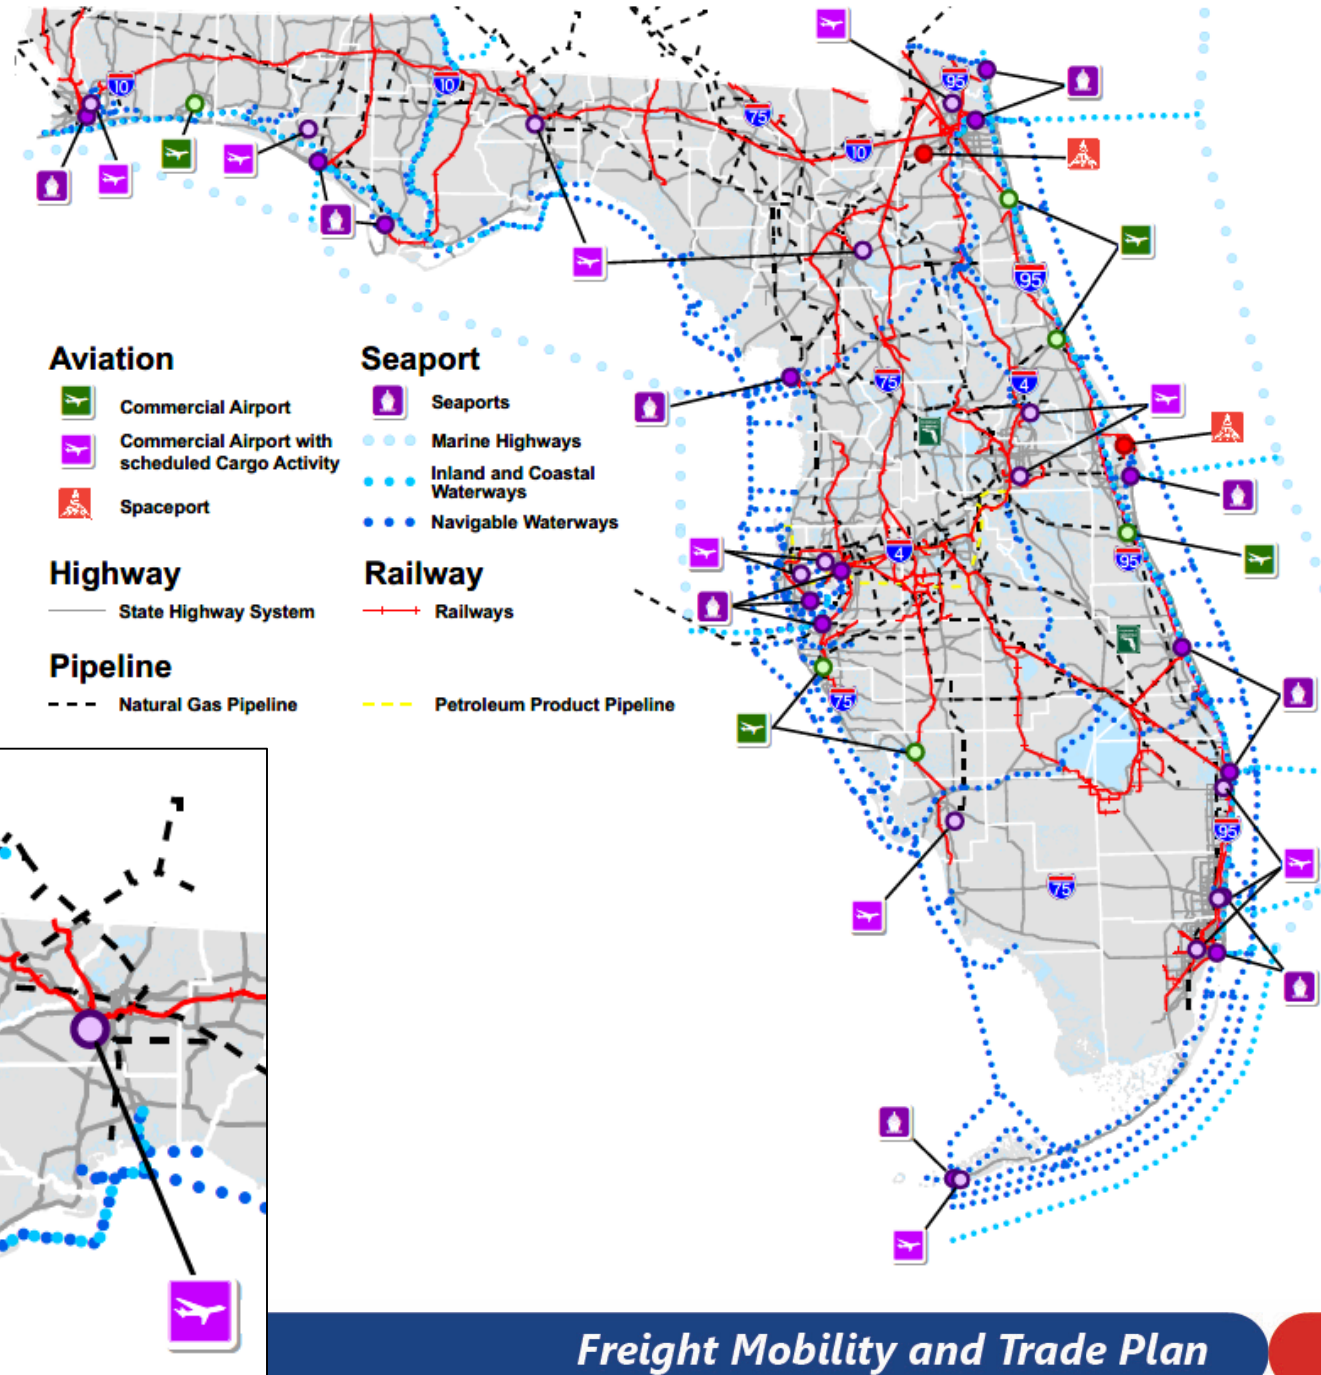 95
10
10
75
10
95
Aviation
Seaport
Commercial Airport
Seaports
75
4
Commercial Airport with
scheduled Cargo Activity
Marine Highways
Inland and Coastal
Waterways
Spaceport
Navigable Waterways
4
95
Highway
Railway
State Highway System
Railways
Pipeline
Natural Gas Pipeline
Petroleum Product Pipeline
75
95
75
Freight Mobility and Trade Plan